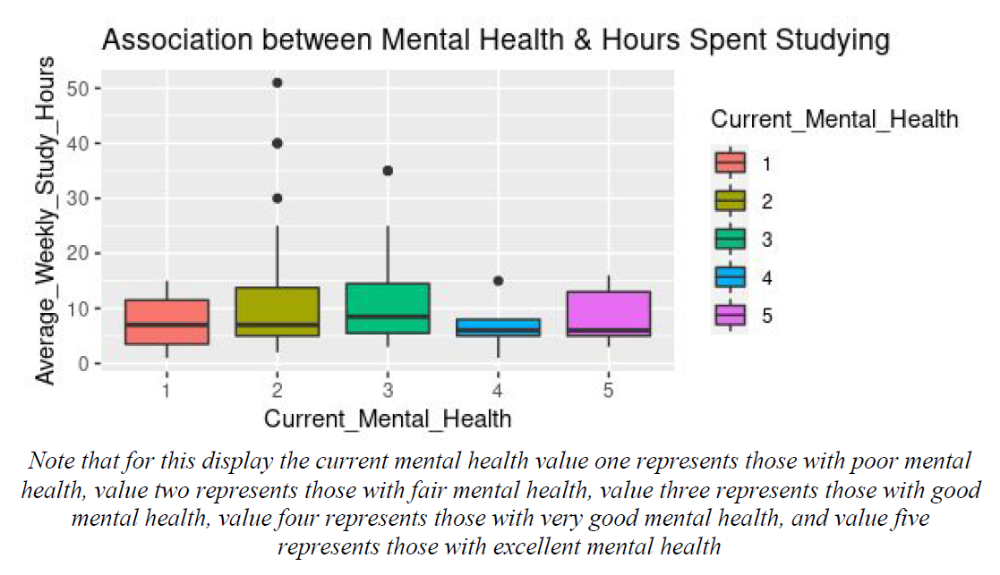 Association between Mental Health & Hours Spent Studying
Average_Weekly_Study_Hours
50
40
30
20
10
0
1
2
3
4
5
Current_Mental_Health
Current_Mental_Health
1
2
3
4
5
Note that for this display the current mental health value one represents those with poor mental
health, value two represents those with fair mental health, value three represents those with good
mental health, value four represents those with very good mental health, and value five
represents those with excellent mental health